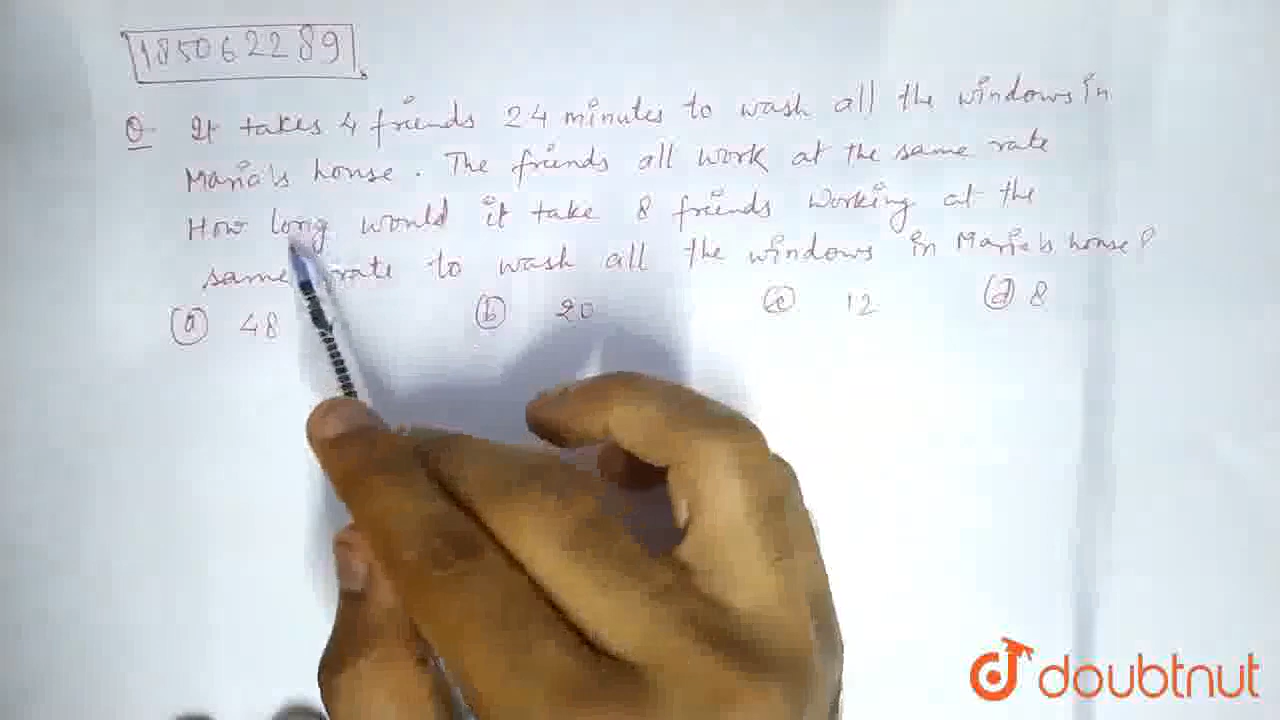 185062289
Q It takes 4 friends 24 minutes to wash all the windows in
Maria's house. The friends all work at the same rate
How long would it take 8 friends working at the
same rate to wash all the windows in Maria's house?
(a) 48 (b) 20 (c) 12 (d) 8
doubtnut